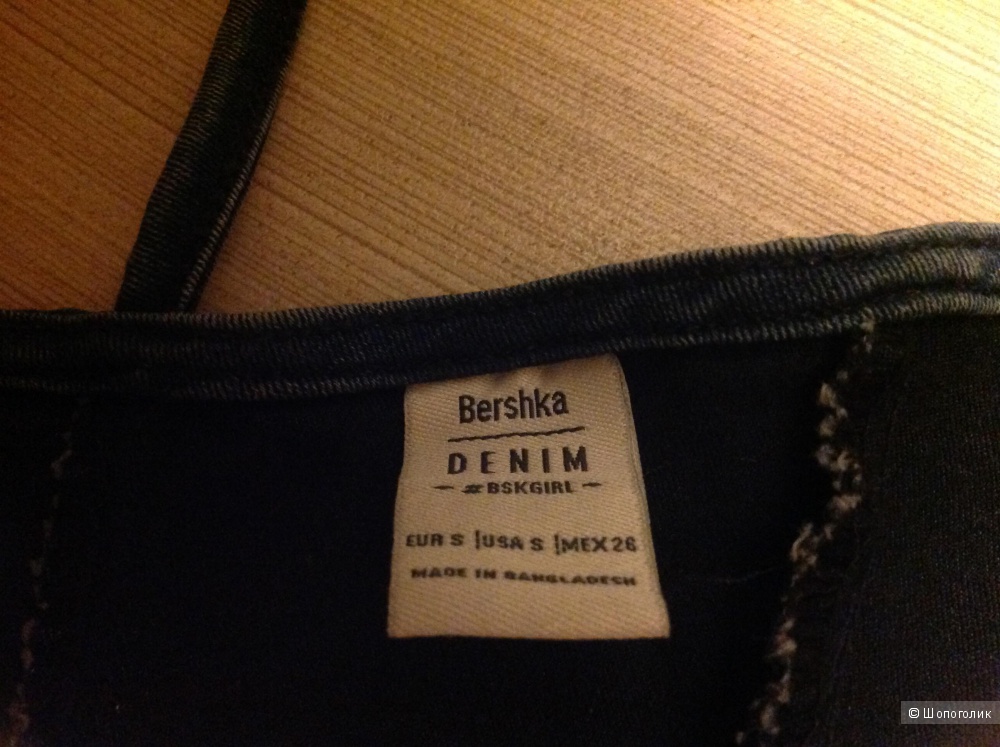 Bershka
DENIM
#BSKGIRL
EUR S |USA S |MEX 26
MADE IN BANGLADESH
© Шопоголик